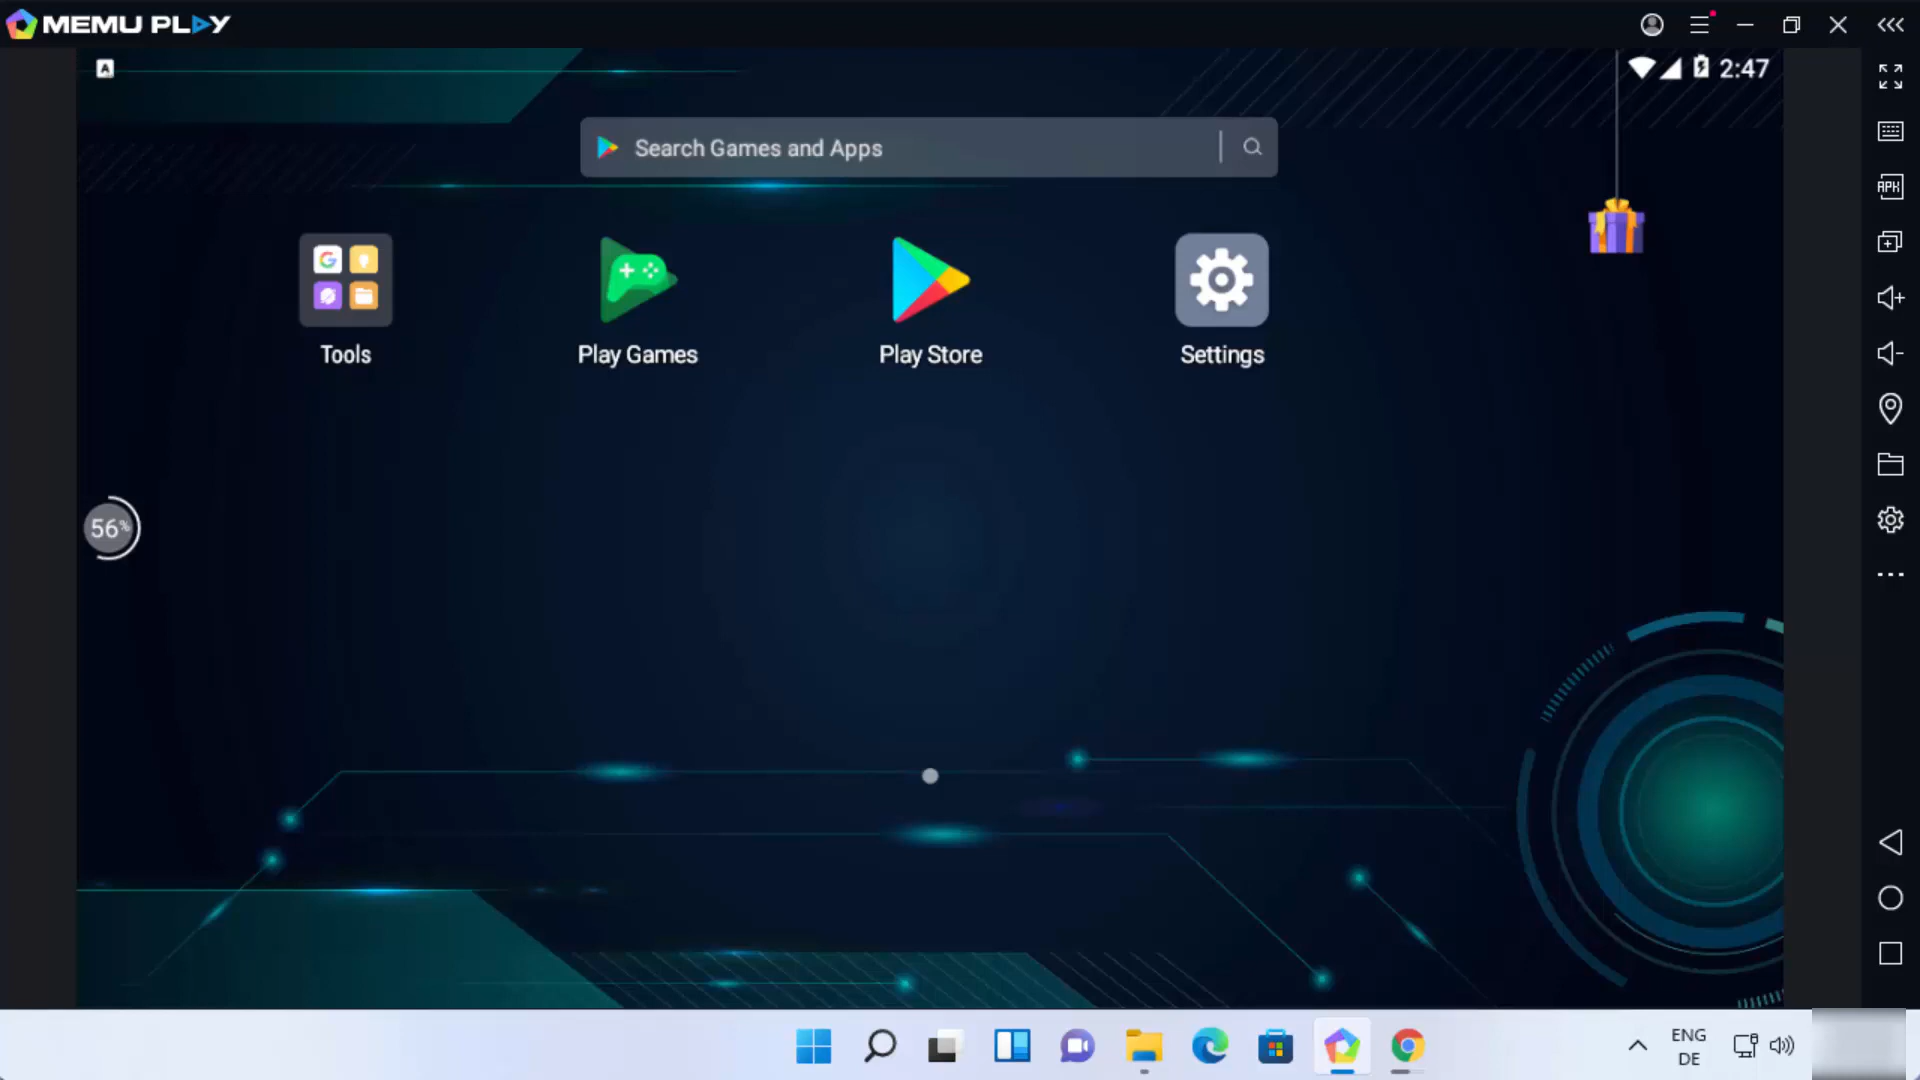 MEMU PLAY
A
2:47
Search Games and Apps
APK
Tools
Play Games
Play Store
Settings
56%
ENG
DE